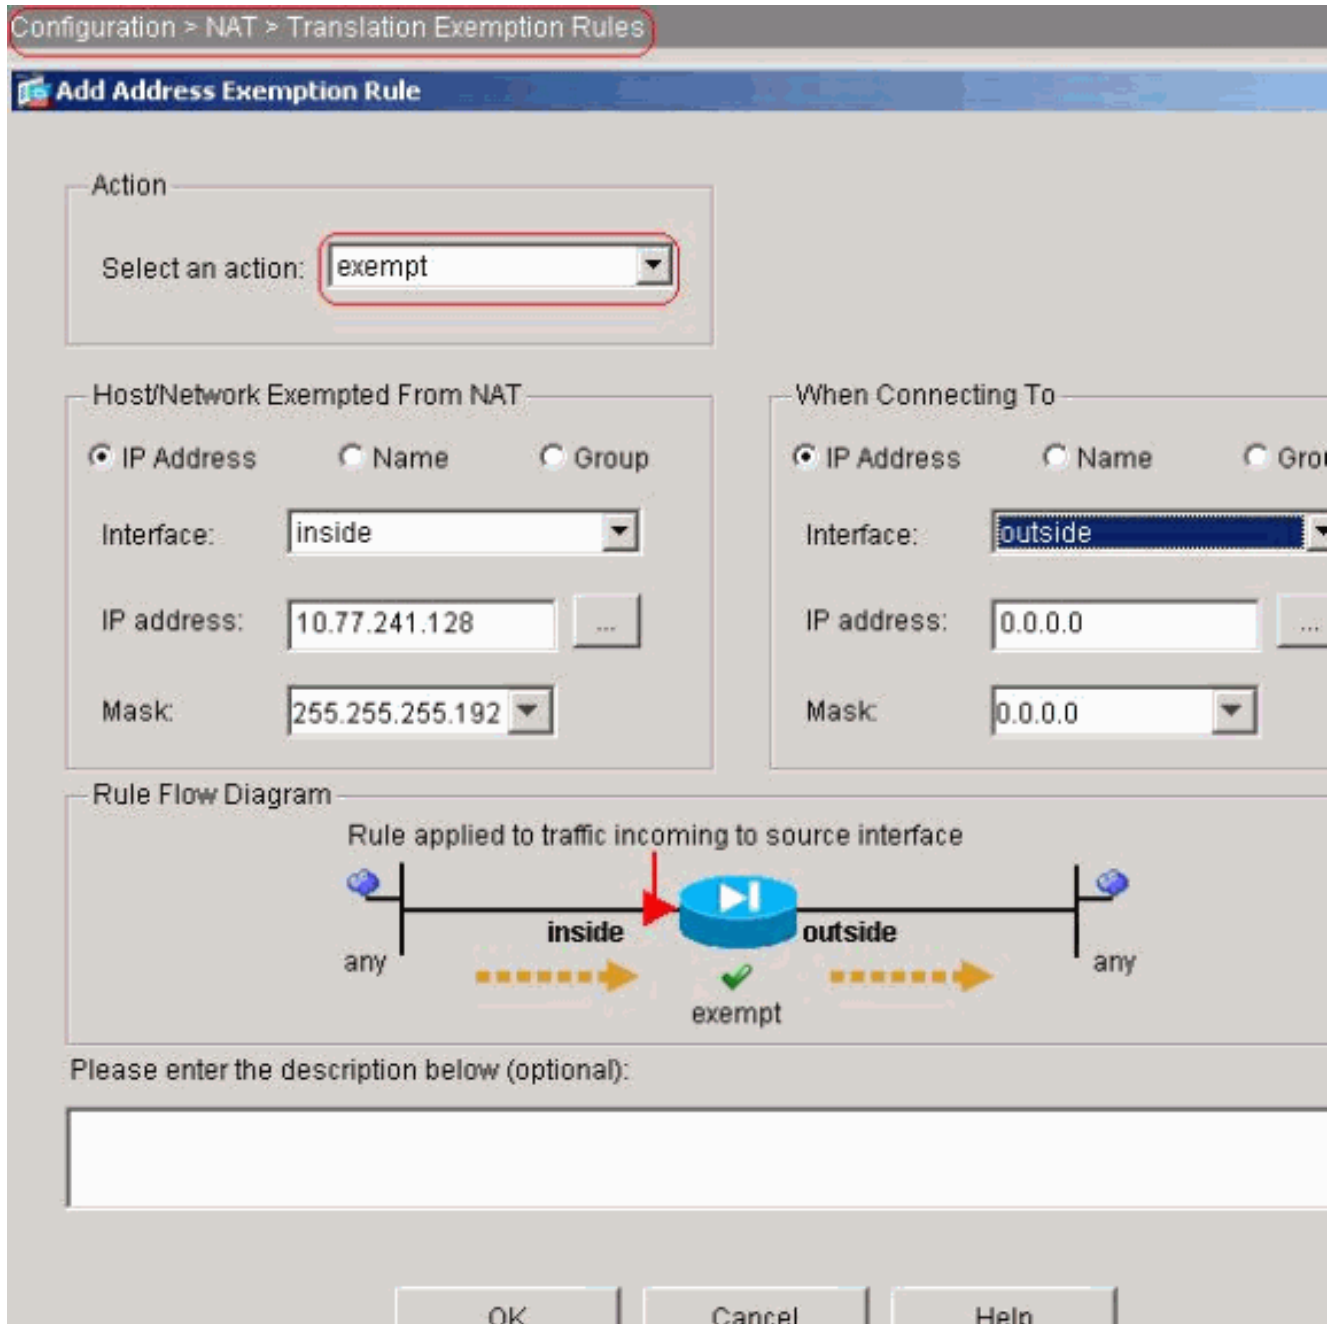 Configuration > NAT > Translation Exemption Rules
Add Address Exemption Rule
Action
Select an action: exempt
Host/Network Exempted From NAT
IP Address Name Group
Interface: inside
IP address: 10.77.241.128 ...
Mask: 255.255.255.192
When Connecting To
IP Address Name Grou
Interface: outside
IP address: 0.0.0.0 ...
Mask: 0.0.0.0
Rule Flow Diagram
Rule applied to traffic incoming to source interface
inside outside
any any
exempt
Please enter the description below (optional):
OK Cancel Help